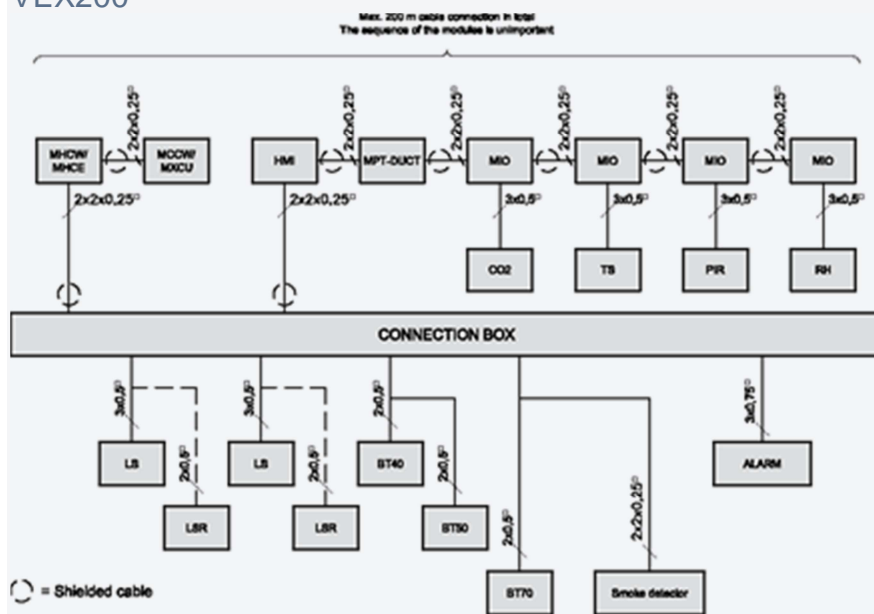 VEX200
Max. 200 m cable connection in total
The sequence of the modules is unimportant
2x2x0,25□
2x2x0,25□
2x2x0,25□
2x2x0,25□
2x2x0,25□
2x2x0,25□
MHCW/
MHCE
MCCW/
MXCU
HMI
MPT-DUCT
MIO
MIO
MIO
MIO
2x2x0,25□
2x2x0,25□
3x0,5□
3x0,5□
3x0,5□
3x0,5□
CO2
TS
PIR
RH
CONNECTION BOX
3x0,5□
3x0,5□
2x0,5□
3x0,75□
LS
LS
BT40
ALARM
2x0,5□
2x0,5□
2x0,5□
2x0,5□
2x2x0,25□
LSR
LSR
BT50
BT70
Smoke detector
= Shielded cable